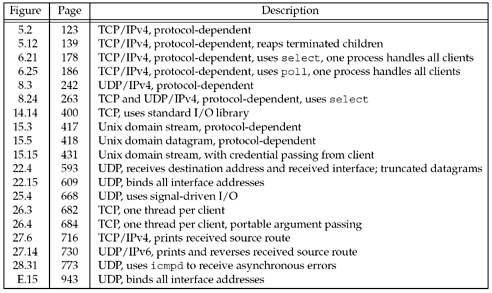 Figure Page Description
5.2 123 TCP/IPv4, protocol-dependent
5.12 139 TCP/IPv4, protocol-dependent, reaps terminated children
6.21 178 TCP/IPv4, protocol-dependent, uses select, one process handles all clients
6.25 186 TCP/IPv4, protocol-dependent, uses poll, one process handles all clients
8.3 242 UDP/IPv4, protocol-dependent
8.24 263 TCP and UDP/IPv4, protocol-dependent, uses select
14.14 400 TCP, uses standard I/O library
15.3 417 Unix domain stream, protocol-dependent
15.5 418 Unix domain datagram, protocol-dependent
15.15 431 Unix domain stream, with credential passing from client
22.4 593 UDP, receives destination address and received interface; truncated datagrams
22.15 609 UDP, binds all interface addresses
25.4 668 UDP, uses signal-driven I/O
26.3 682 TCP, one thread per client
26.4 684 TCP, one thread per client, portable argument passing
27.6 716 TCP/IPv4, prints received source route
27.14 730 UDP/IPv6, prints and reverses received source route
28.31 773 UDP, uses icmpd to receive asynchronous errors
E.15 943 UDP, binds all interface addresses